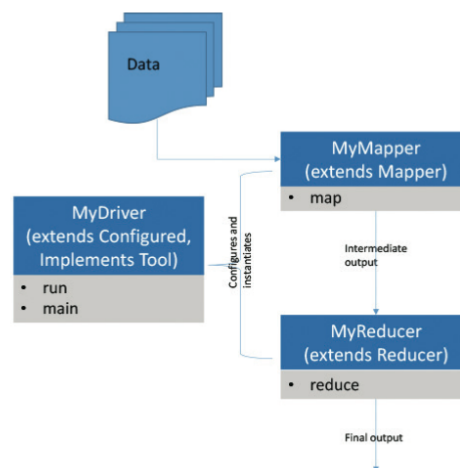 Data
MyMapper
(extends Mapper)
• map
MyDriver
(extends Configured,
Implements Tool)
• run
• main
Configures and
instantiates
Intermediate
output
MyReducer
(extends Reducer)
• reduce
Final output